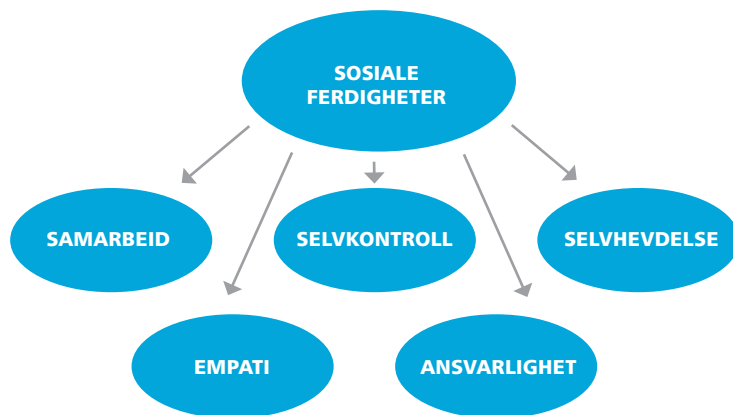 SOSIALE
FERDIGHETER
SAMARBEID
SELVKONTROLL
SELVHEVDELSE
EMPATI
ANSVARLIGHET